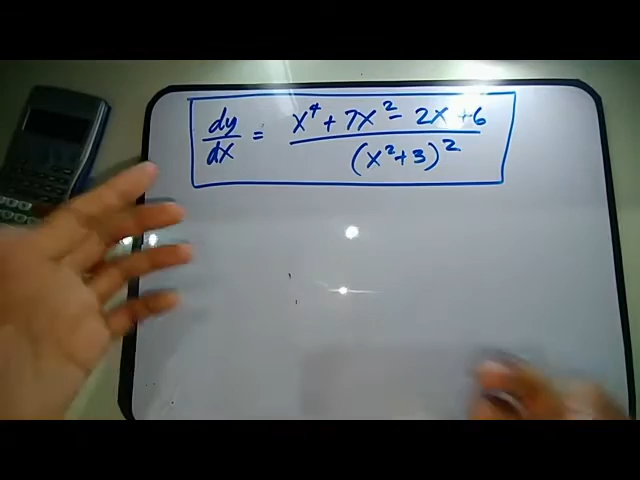 dy/dx = (x⁴ + 7x² - 2x + 6)/(x² + 3)²